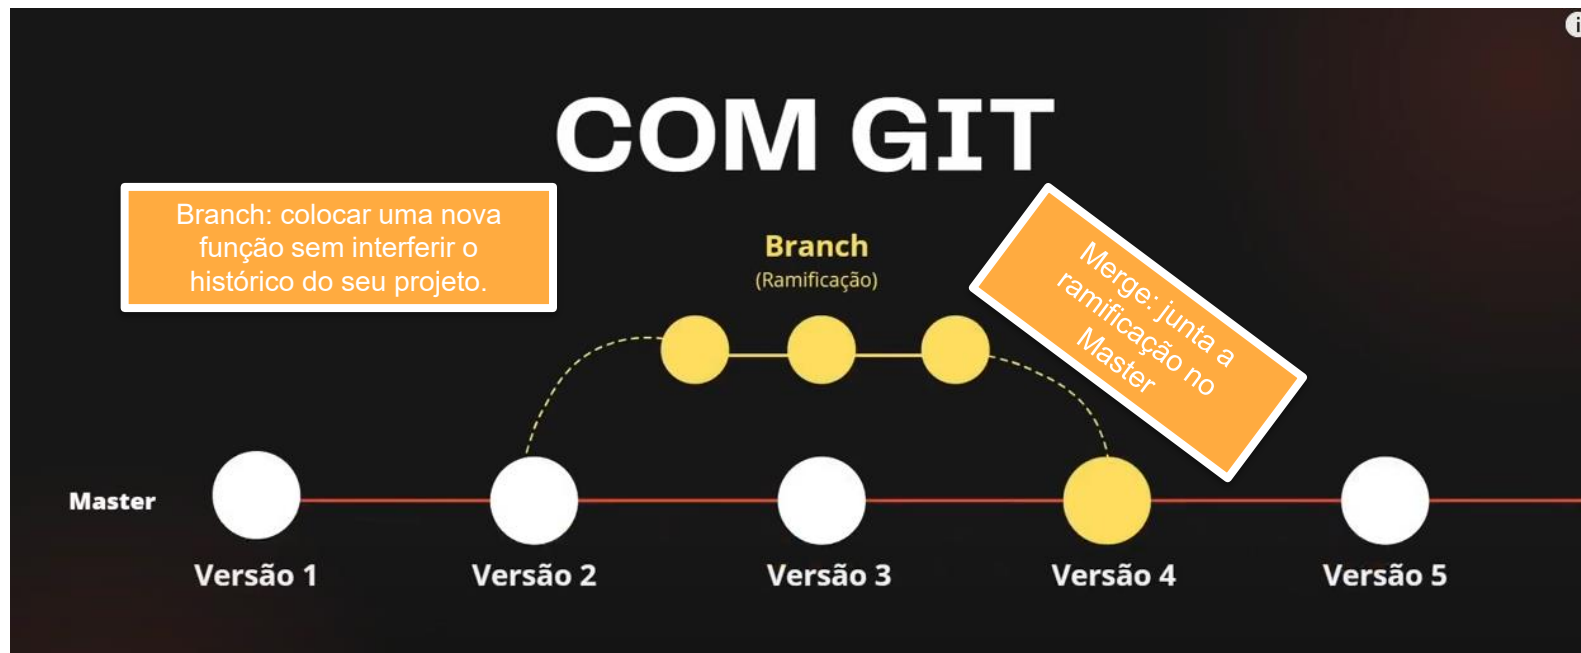 COM GIT
Branch: colocar uma nova
função sem interferir o
histórico do seu projeto.
Branch
(Ramificação)
Merge: junta a
ramificação no
Master
Master
Versão 1
Versão 2
Versão 3
Versão 4
Versão 5
i